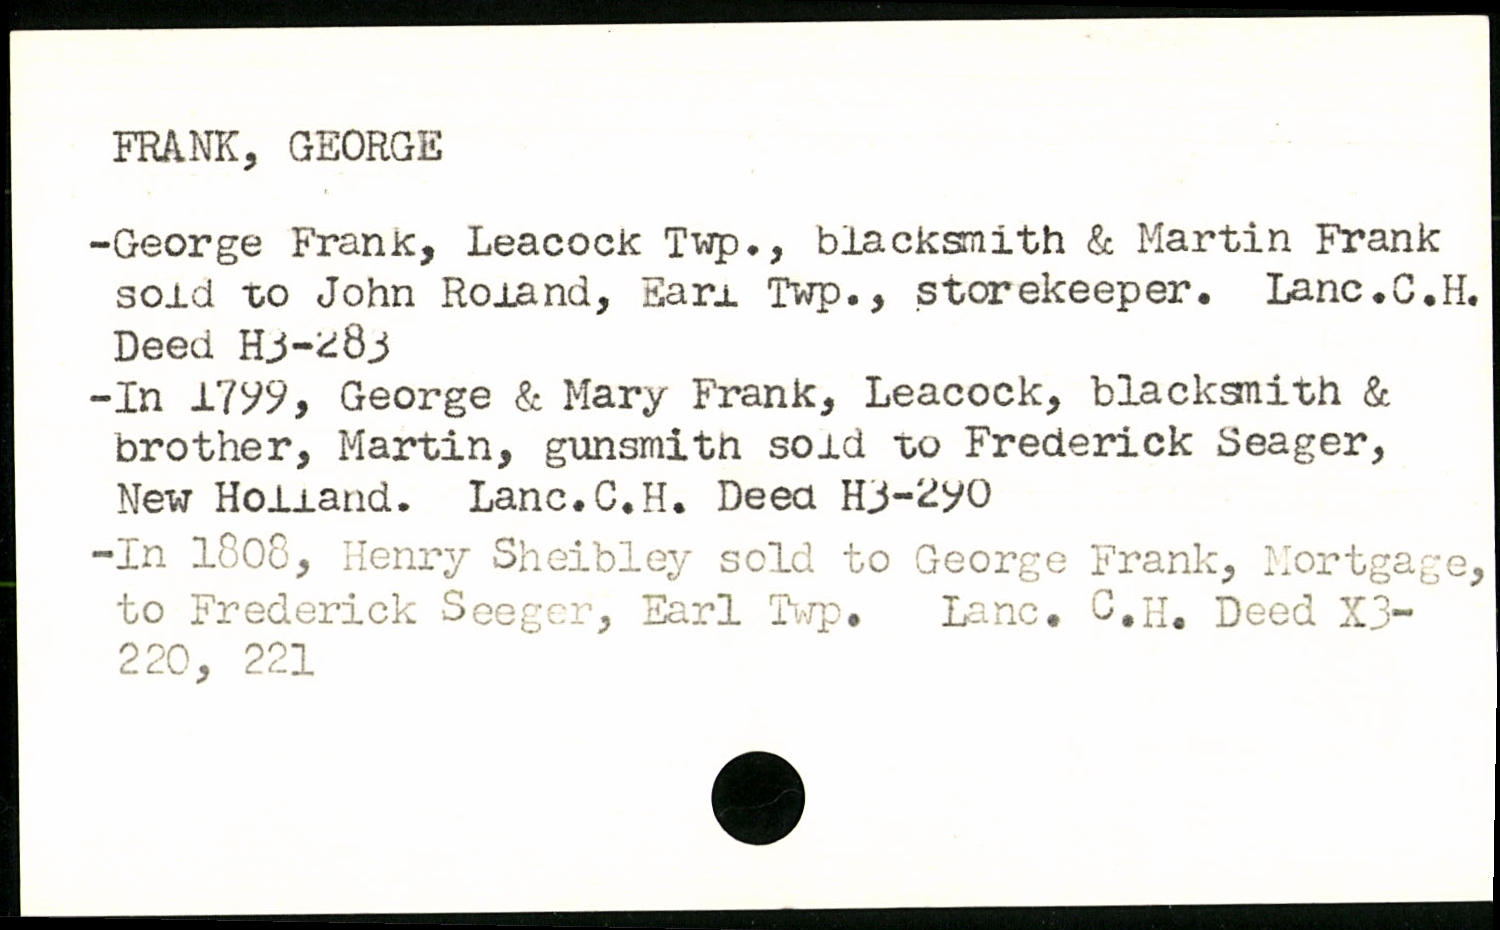 FRANK, GEORGE
-George Frank, Leacock Twp., blacksmith & Martin Frank
sold to John Roland, Earl Twp., storekeeper. Lanc.C.H.
Deed H3-283
-In 1799, George & Mary Frank, Leacock, blacksmith &
brother, Martin, gunsmith sold to Frederick Seager,
New Holland. Lanc.C.H. Deed H3-290
-In 1808, Henry Sheibley sold to George Frank, Mortgage,
to Frederick Seeger, Earl Twp. Lanc. C.H. Deed X3-
220, 221